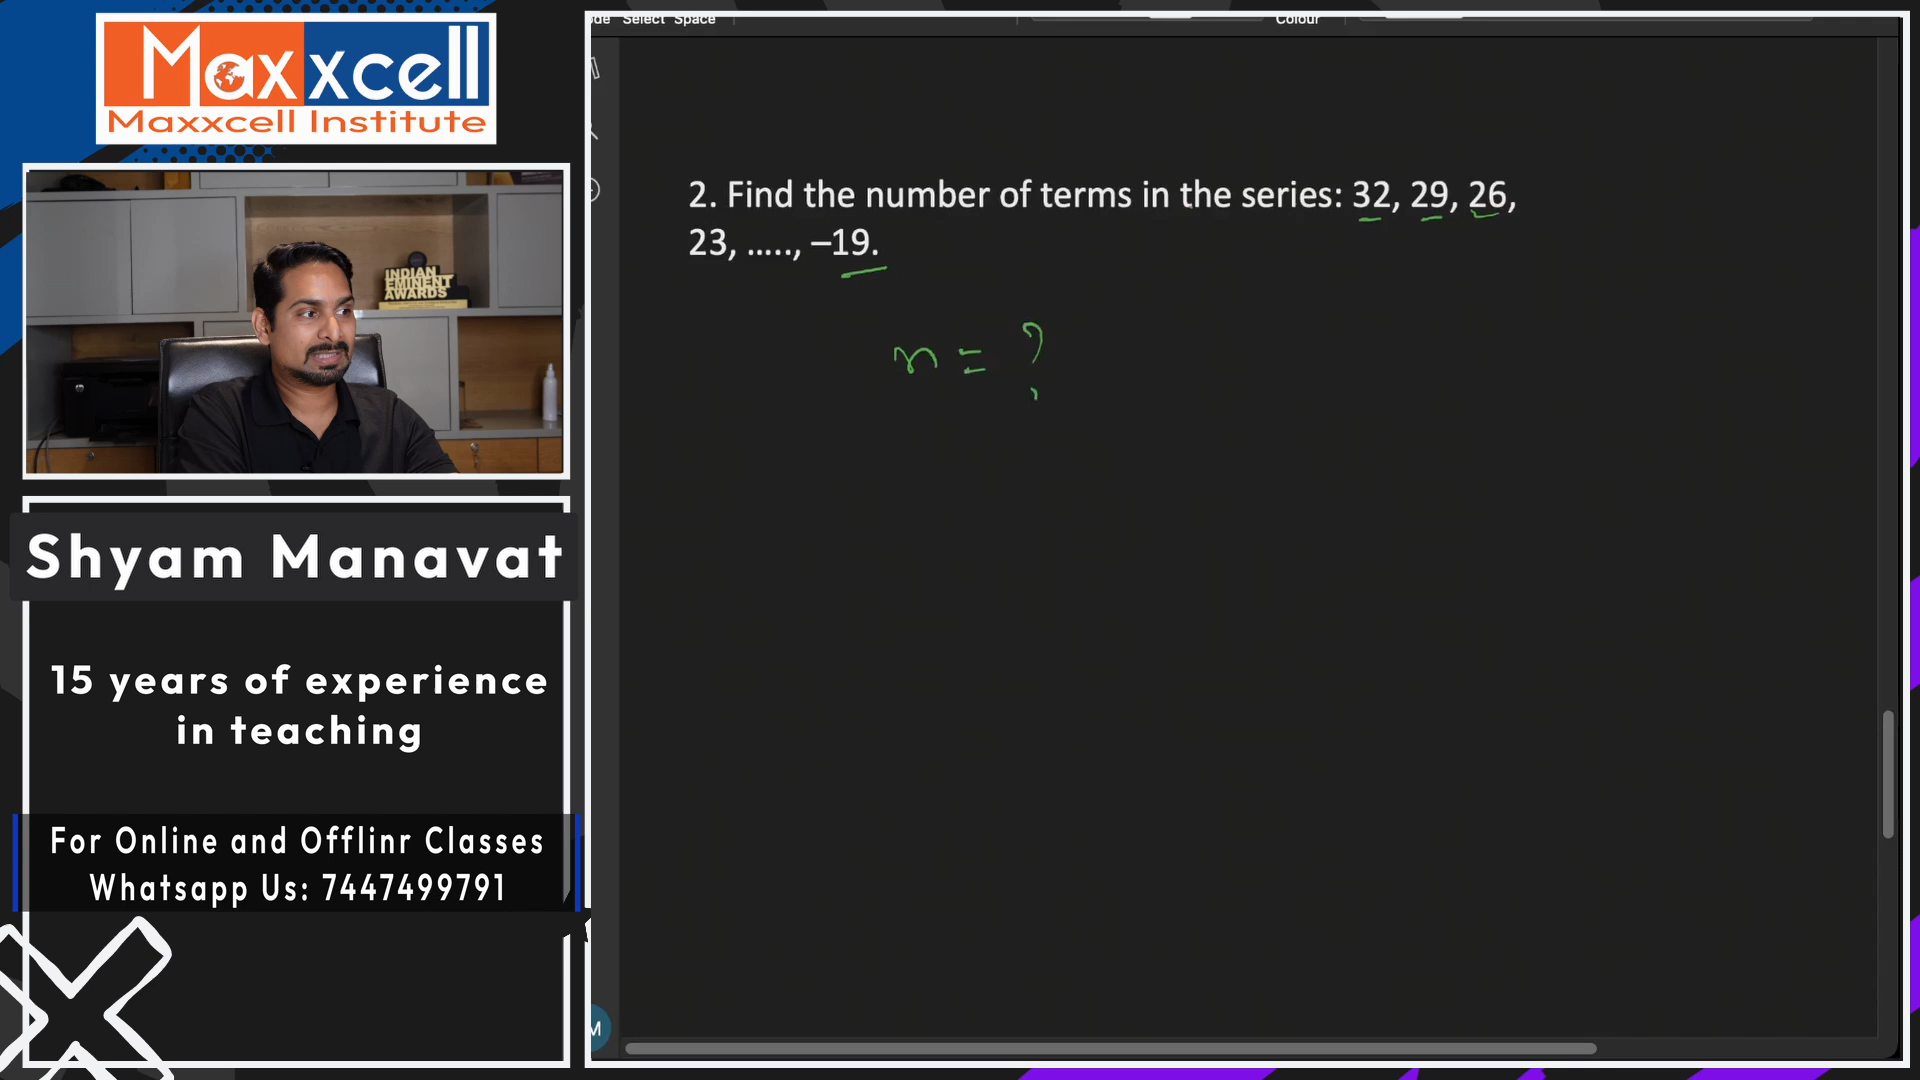 Maxxcell
Maxxcell Institute
INDIAN
EMINENT
AWARDS
Shyam Manavat
15 years of experience
in teaching
For Online and Offlinr Classes
Whatsapp Us: 7447499791
Select Space
Colour
2. Find the number of terms in the series: 32, 29, 26,
23, ....., –19.
n = ?
M